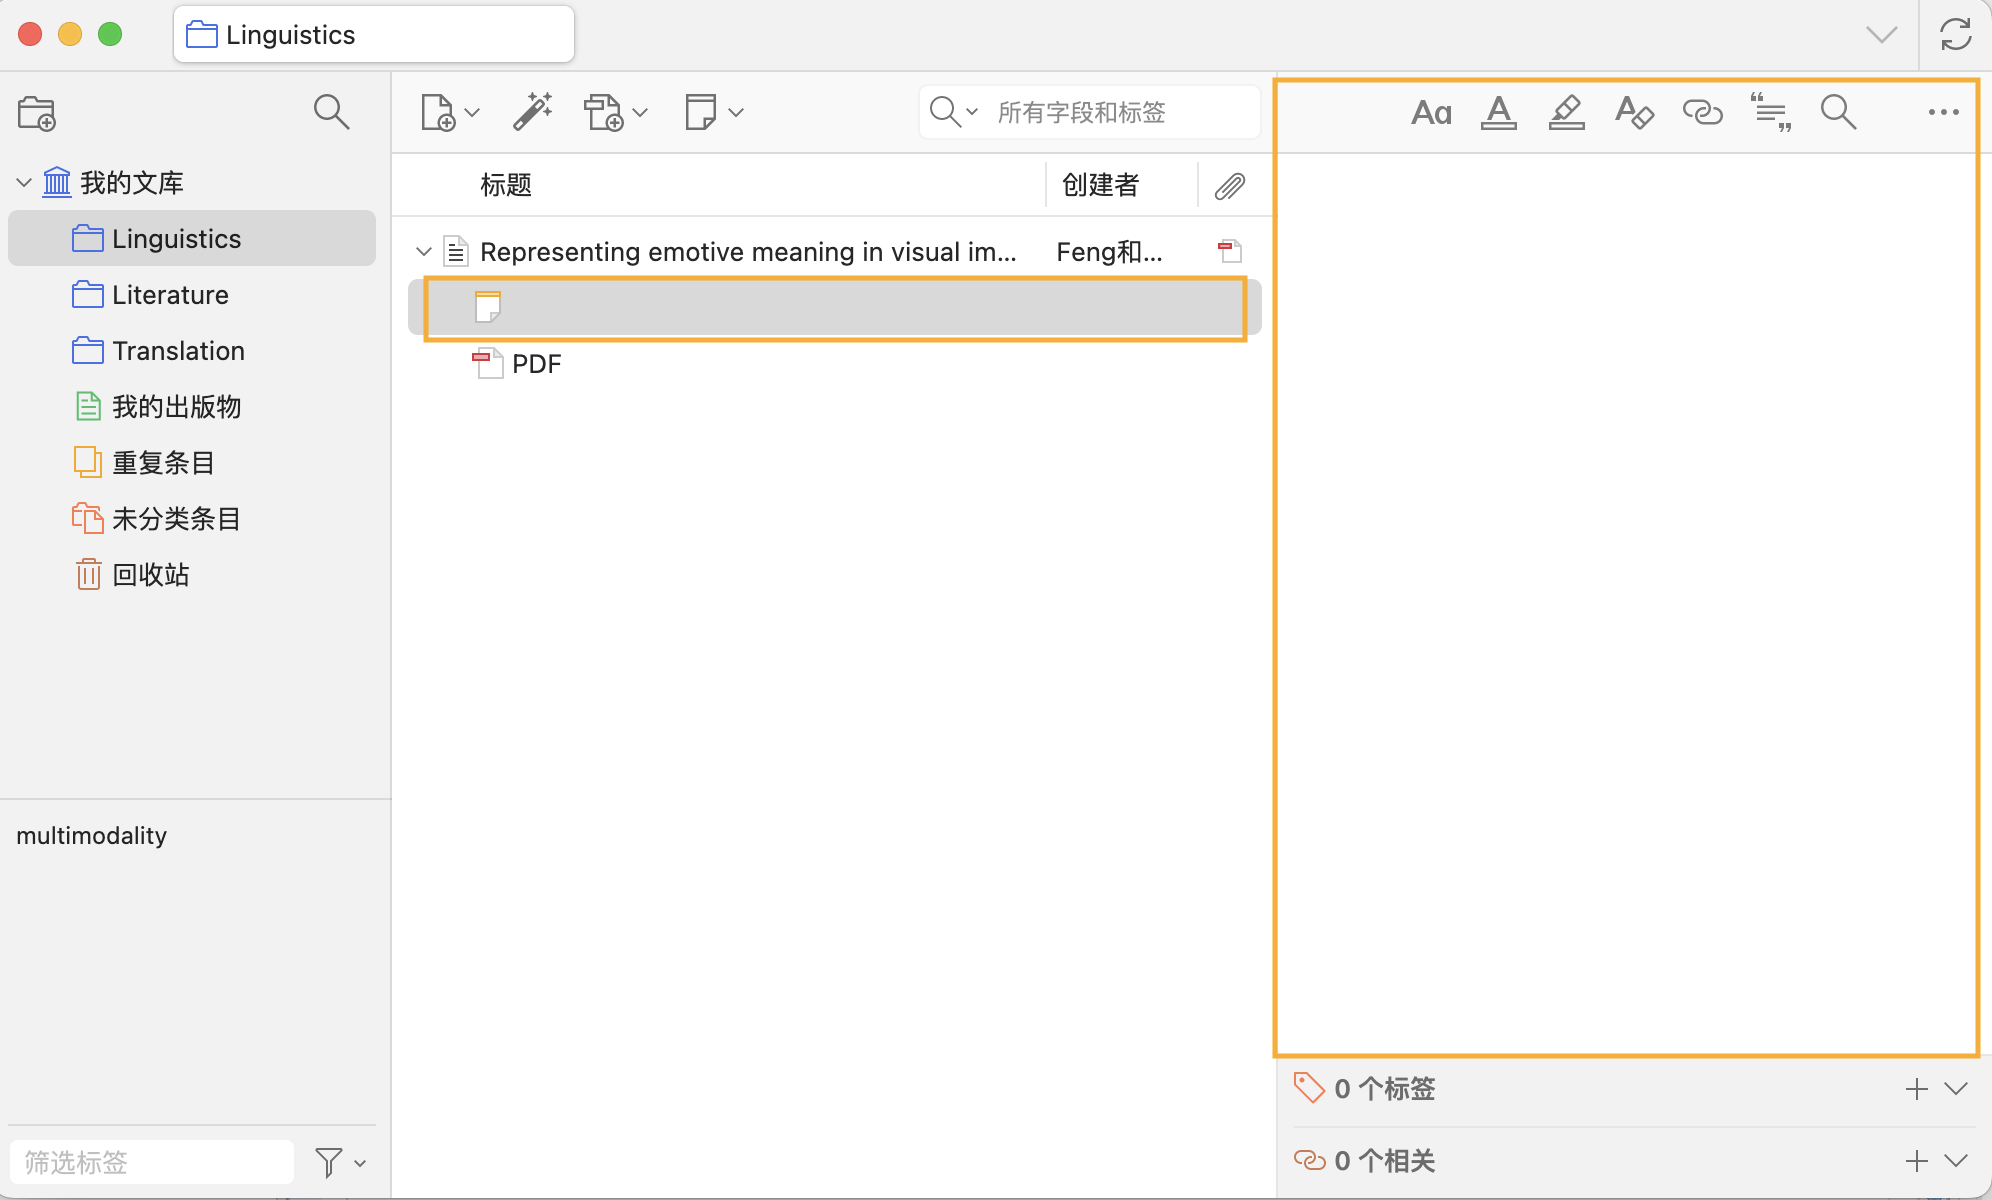 Linguistics
我的文库
Linguistics
Literature
Translation
我的出版物
重复条目
未分类条目
回收站
multimodality
筛选标签
所有字段和标签
标题 创建者
Representing emotive meaning in visual im... Feng和...
PDF
Aa A A
0 个标签
0 个相关